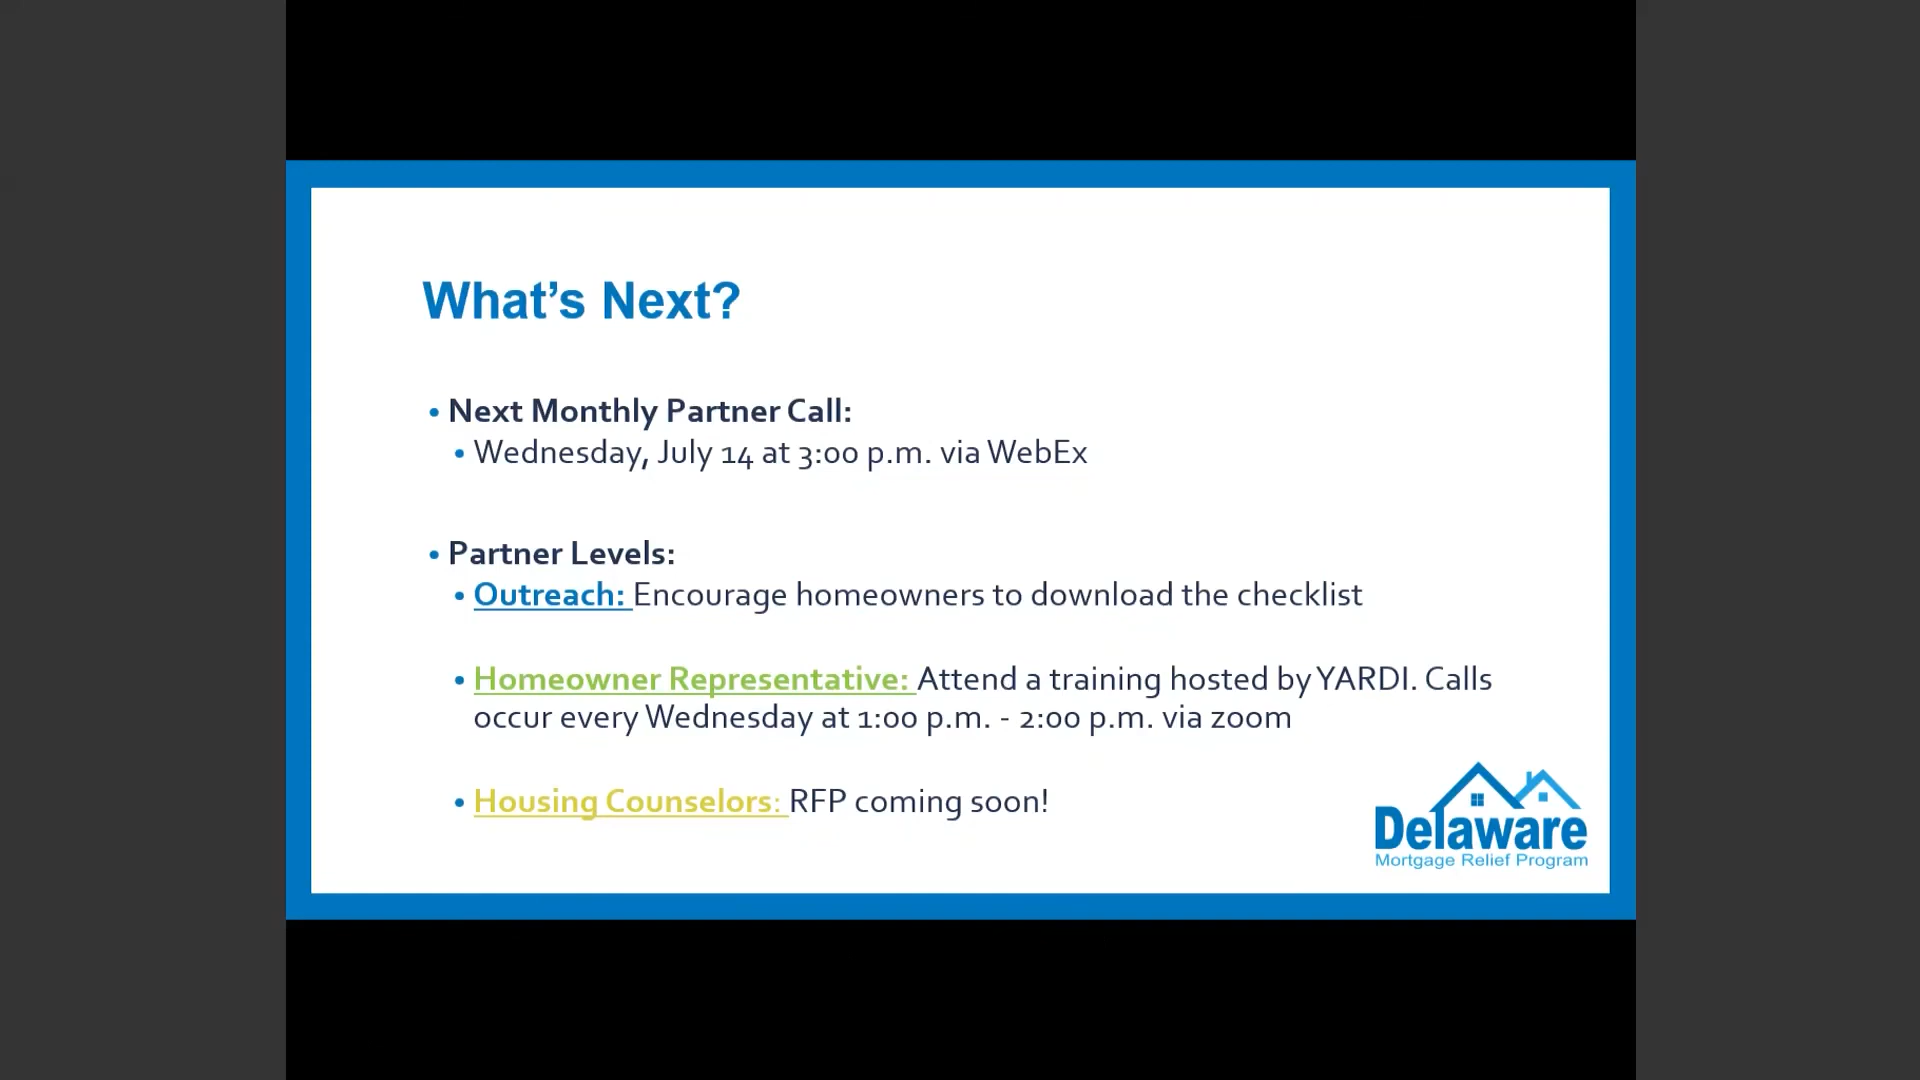 What’s Next?
• Next Monthly Partner Call:
• Wednesday, July 14 at 3:00 p.m. via WebEx
• Partner Levels:
• Outreach: Encourage homeowners to download the checklist
• Homeowner Representative: Attend a training hosted by YARDI. Calls
occur every Wednesday at 1:00 p.m. - 2:00 p.m. via zoom
• Housing Counselors: RFP coming soon!
Delaware
Mortgage Relief Program